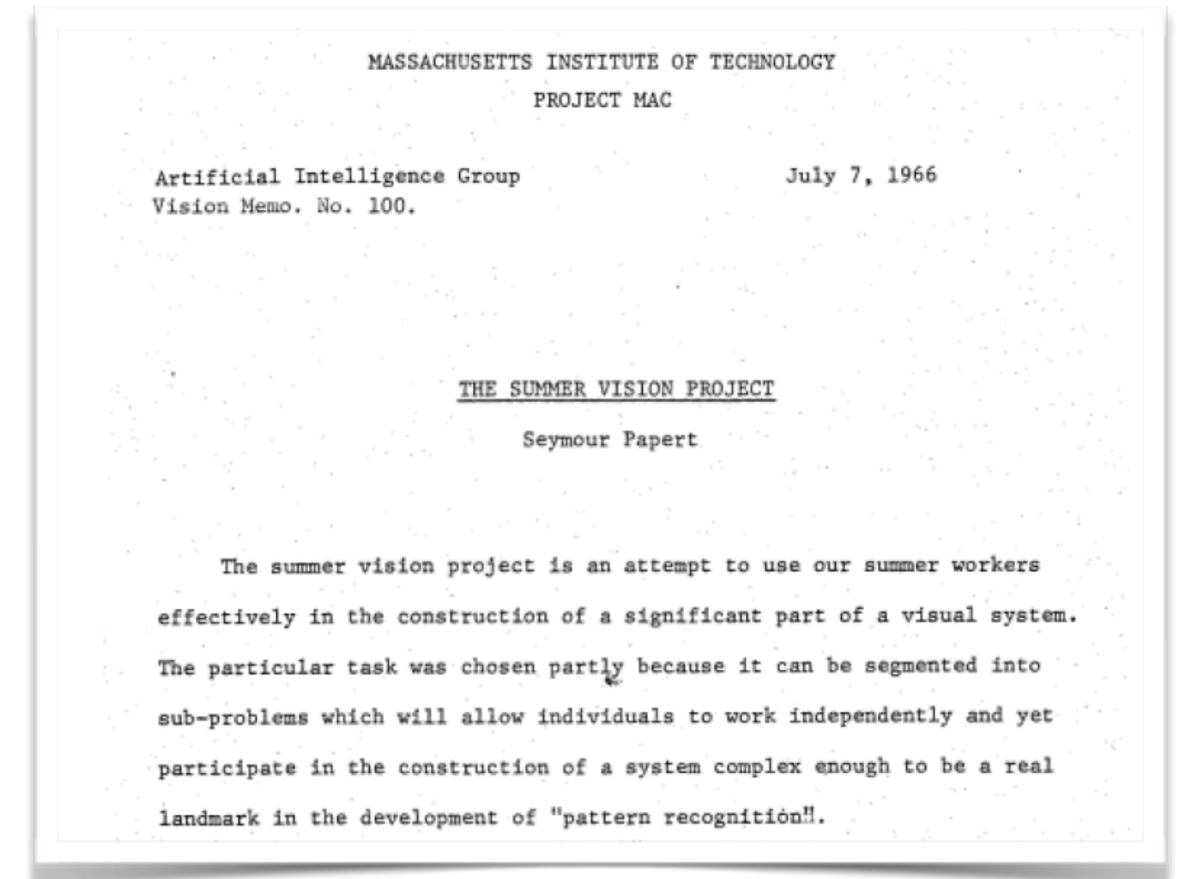 MASSACHUSETTS INSTITUTE OF TECHNOLOGY
PROJECT MAC
Artificial Intelligence Group July 7, 1966
Vision Memo. No. 100.
THE SUMMER VISION PROJECT
Seymour Papert
The summer vision project is an attempt to use our summer workers
effectively in the construction of a significant part of a visual system.
The particular task was chosen partly because it can be segmented into
sub-problems which will allow individuals to work independently and yet
participate in the construction of a system complex enough to be a real
landmark in the development of "pattern recognition".